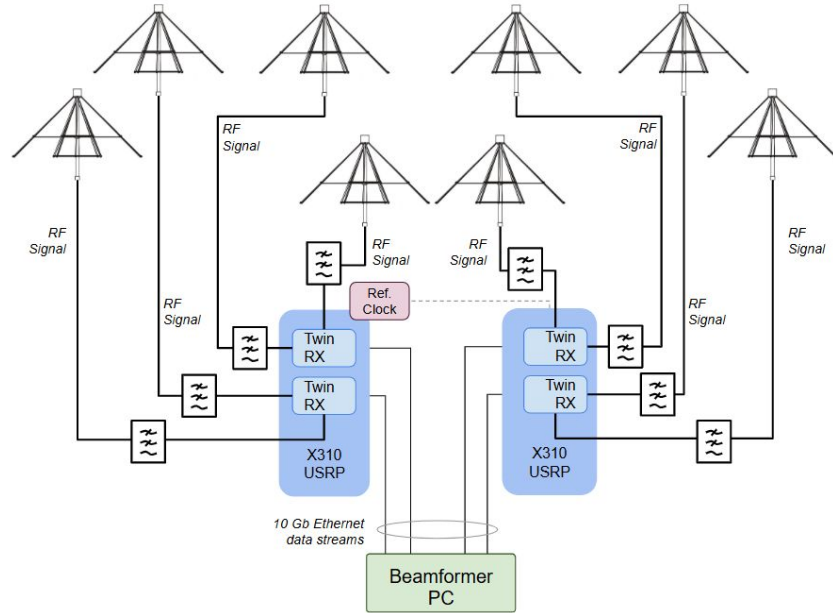 RF
Signal
RF
Signal
RF
Signal
RF
Signal
RF
Signal
RF
Signal
RF
Signal
RF
Signal
Ref.
Clock
Twin
RX
Twin
RX
X310
USRP
Twin
RX
Twin
RX
X310
USRP
10 Gb Ethernet
data streams
Beamformer
PC